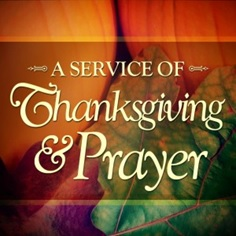 A SERVICE OF
Thanksgiving
& Prayer